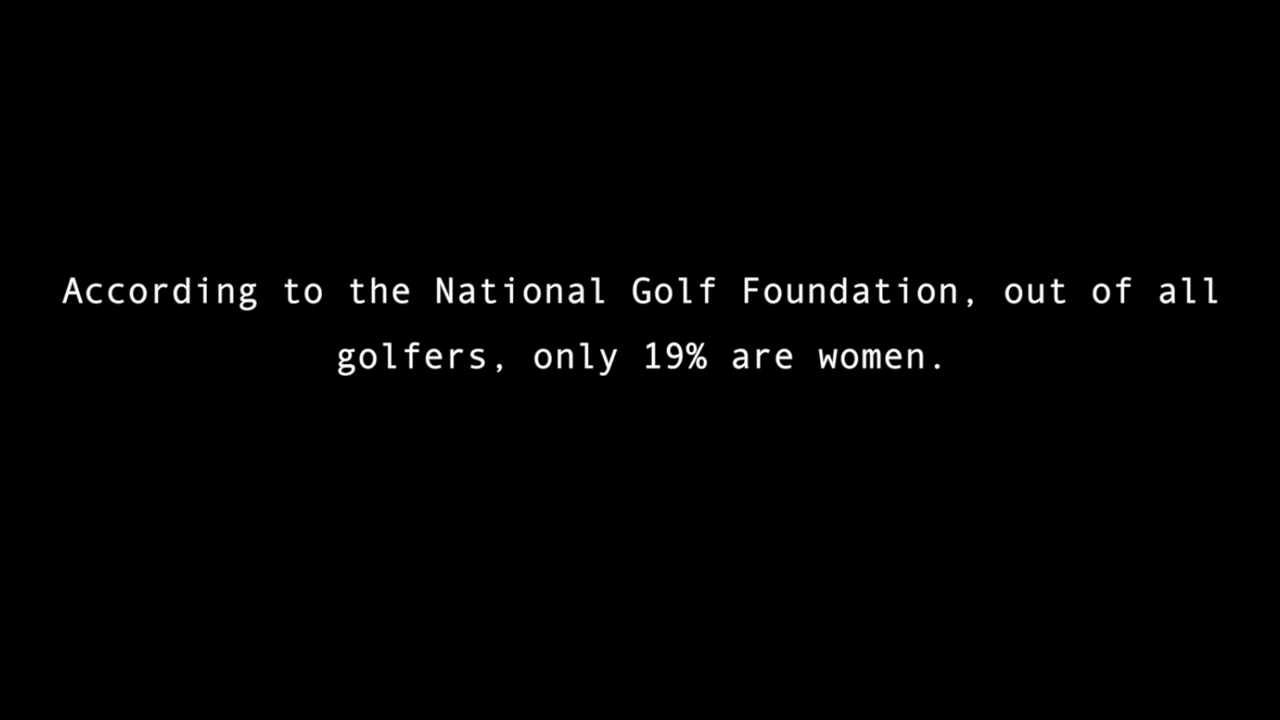 According to the National Golf Foundation, out of all
golfers, only 19% are women.